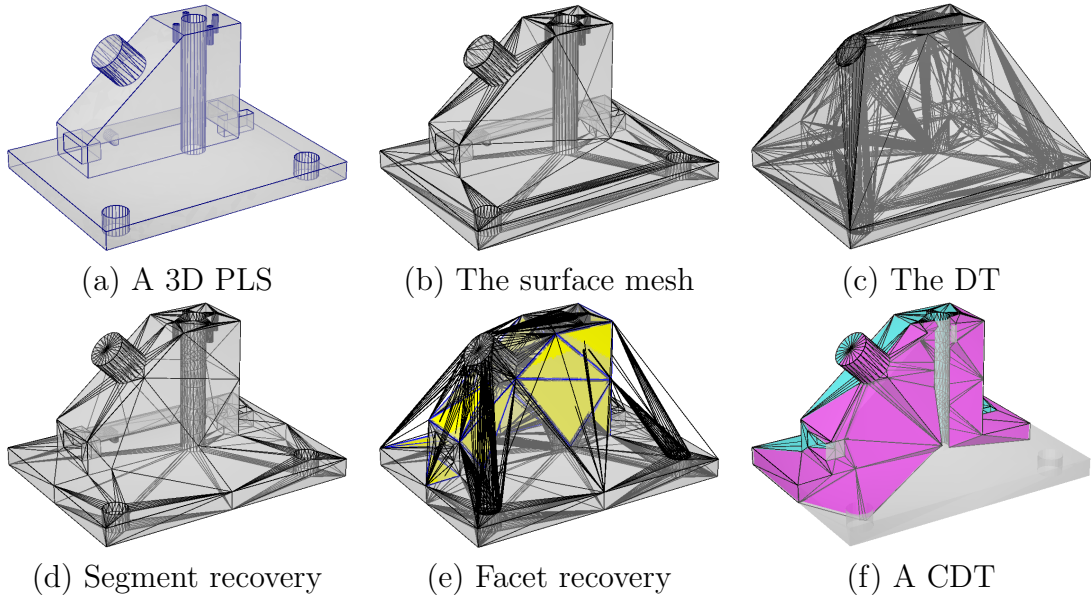 (a) A 3D PLS
(b) The surface mesh
(c) The DT
(d) Segment recovery
(e) Facet recovery
(f) A CDT